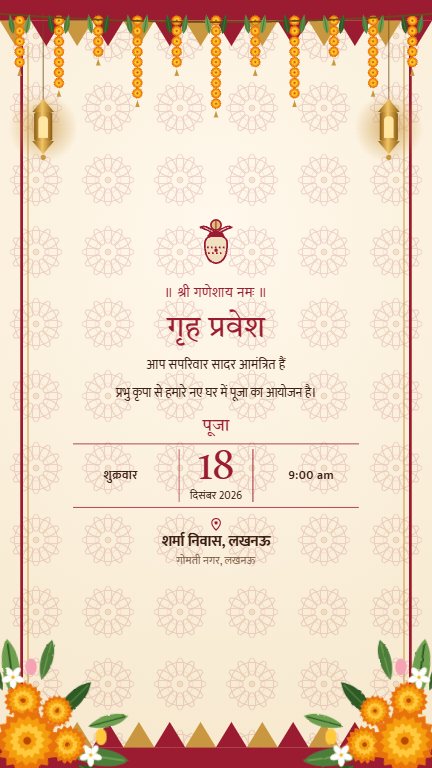 ॥ श्री गणेशाय नमः ॥
गृह प्रवेश
आप सपरिवार सादर आमंत्रित हैं
प्रभु कृपा से हमारे नए घर में पूजा का आयोजन है।
पूजा
शुक्रवार
18
दिसंबर 2026
9:00 am
शर्मा निवास, लखनऊ
गोमती नगर, लखनऊ